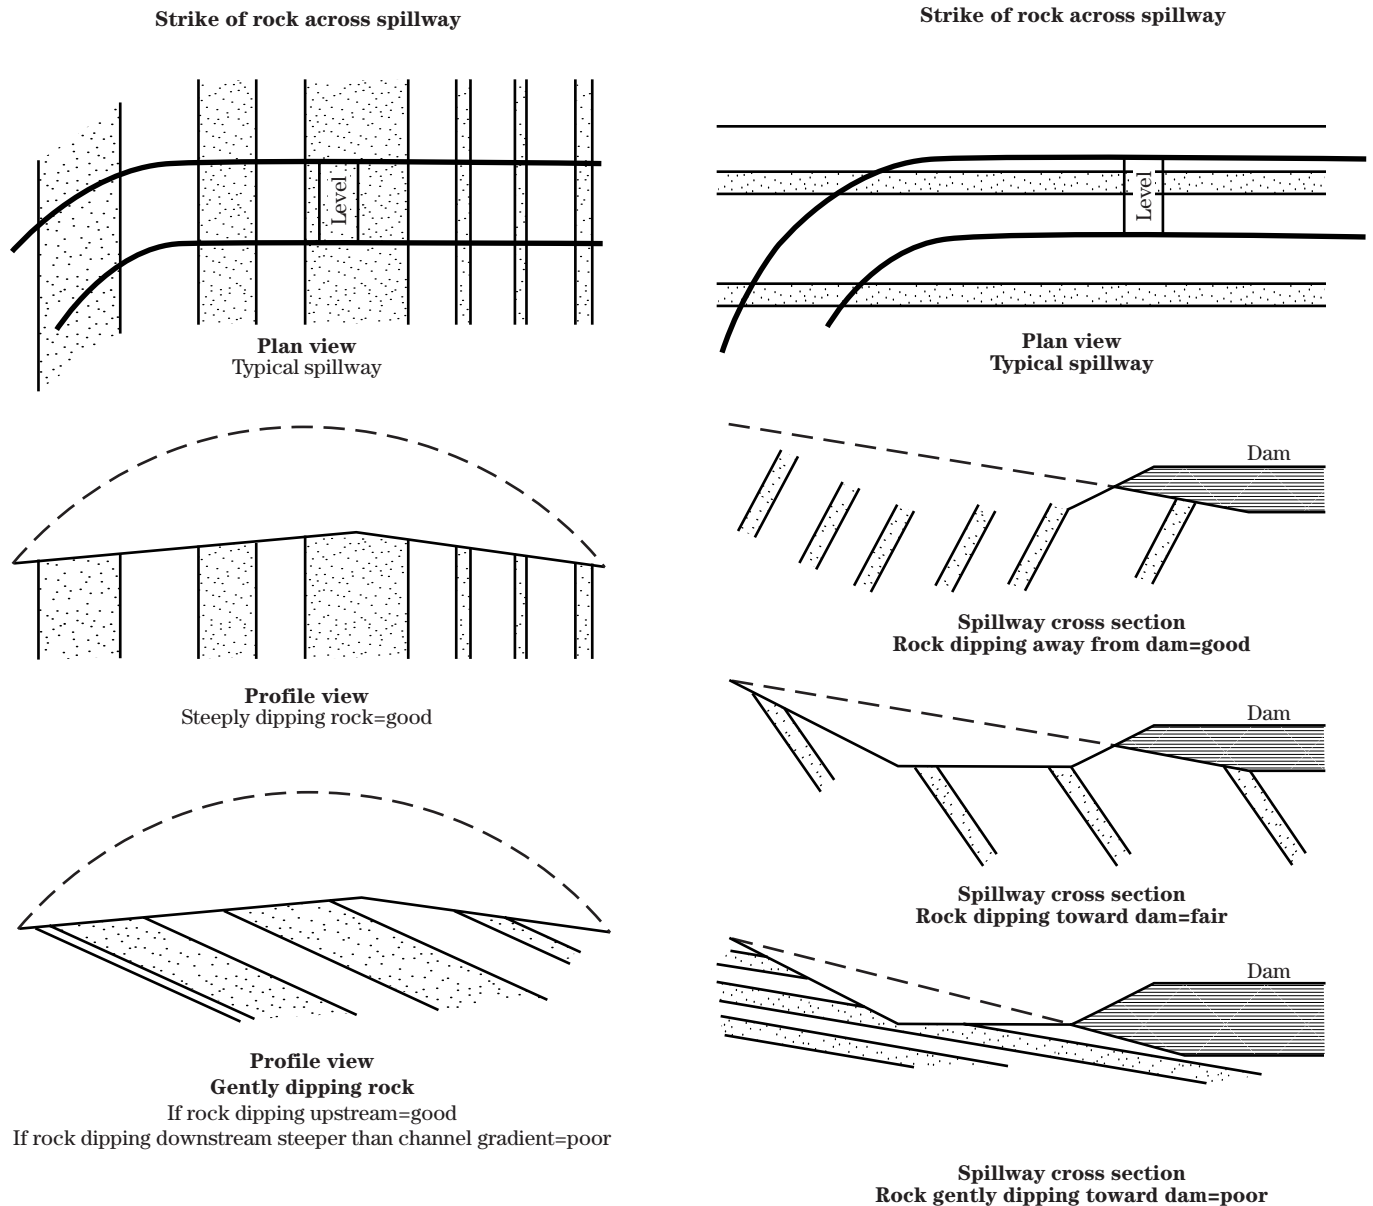 Strike of rock across spillway
Level
Plan view
Typical spillway
Profile view
Steeply dipping rock=good
Profile view
Gently dipping rock
If rock dipping upstream=good
If rock dipping downstream steeper than channel gradient=poor
Strike of rock across spillway
Level
Plan view
Typical spillway
Dam
Spillway cross section
Rock dipping away from dam=good
Dam
Spillway cross section
Rock dipping toward dam=fair
Dam
Spillway cross section
Rock gently dipping toward dam=poor